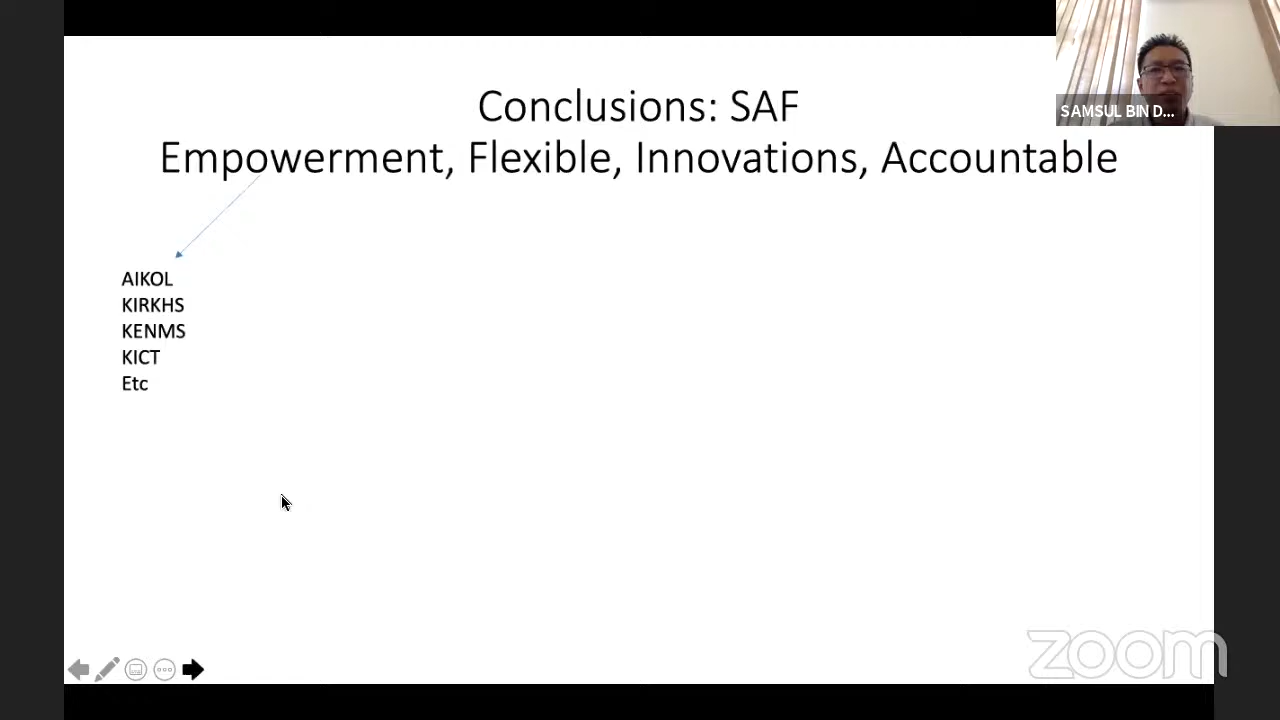 Conclusions: SAF
Empowerment, Flexible, Innovations, Accountable
SAMSUL BIN D...
AIKOL
KIRKHS
KENMS
KICT
Etc
zoom